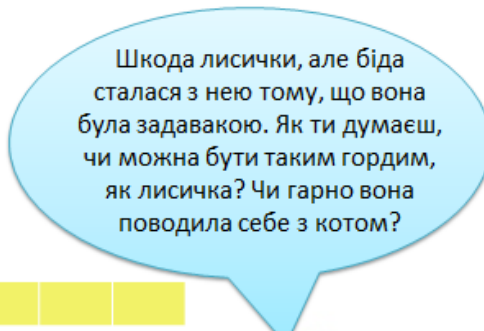 Шкода лисички, але біда
сталася з нею тому, що вона
була задавакою. Як ти думаєш,
чи можна бути таким гордим,
як лисичка? Чи гарно вона
поводила себе з котом?